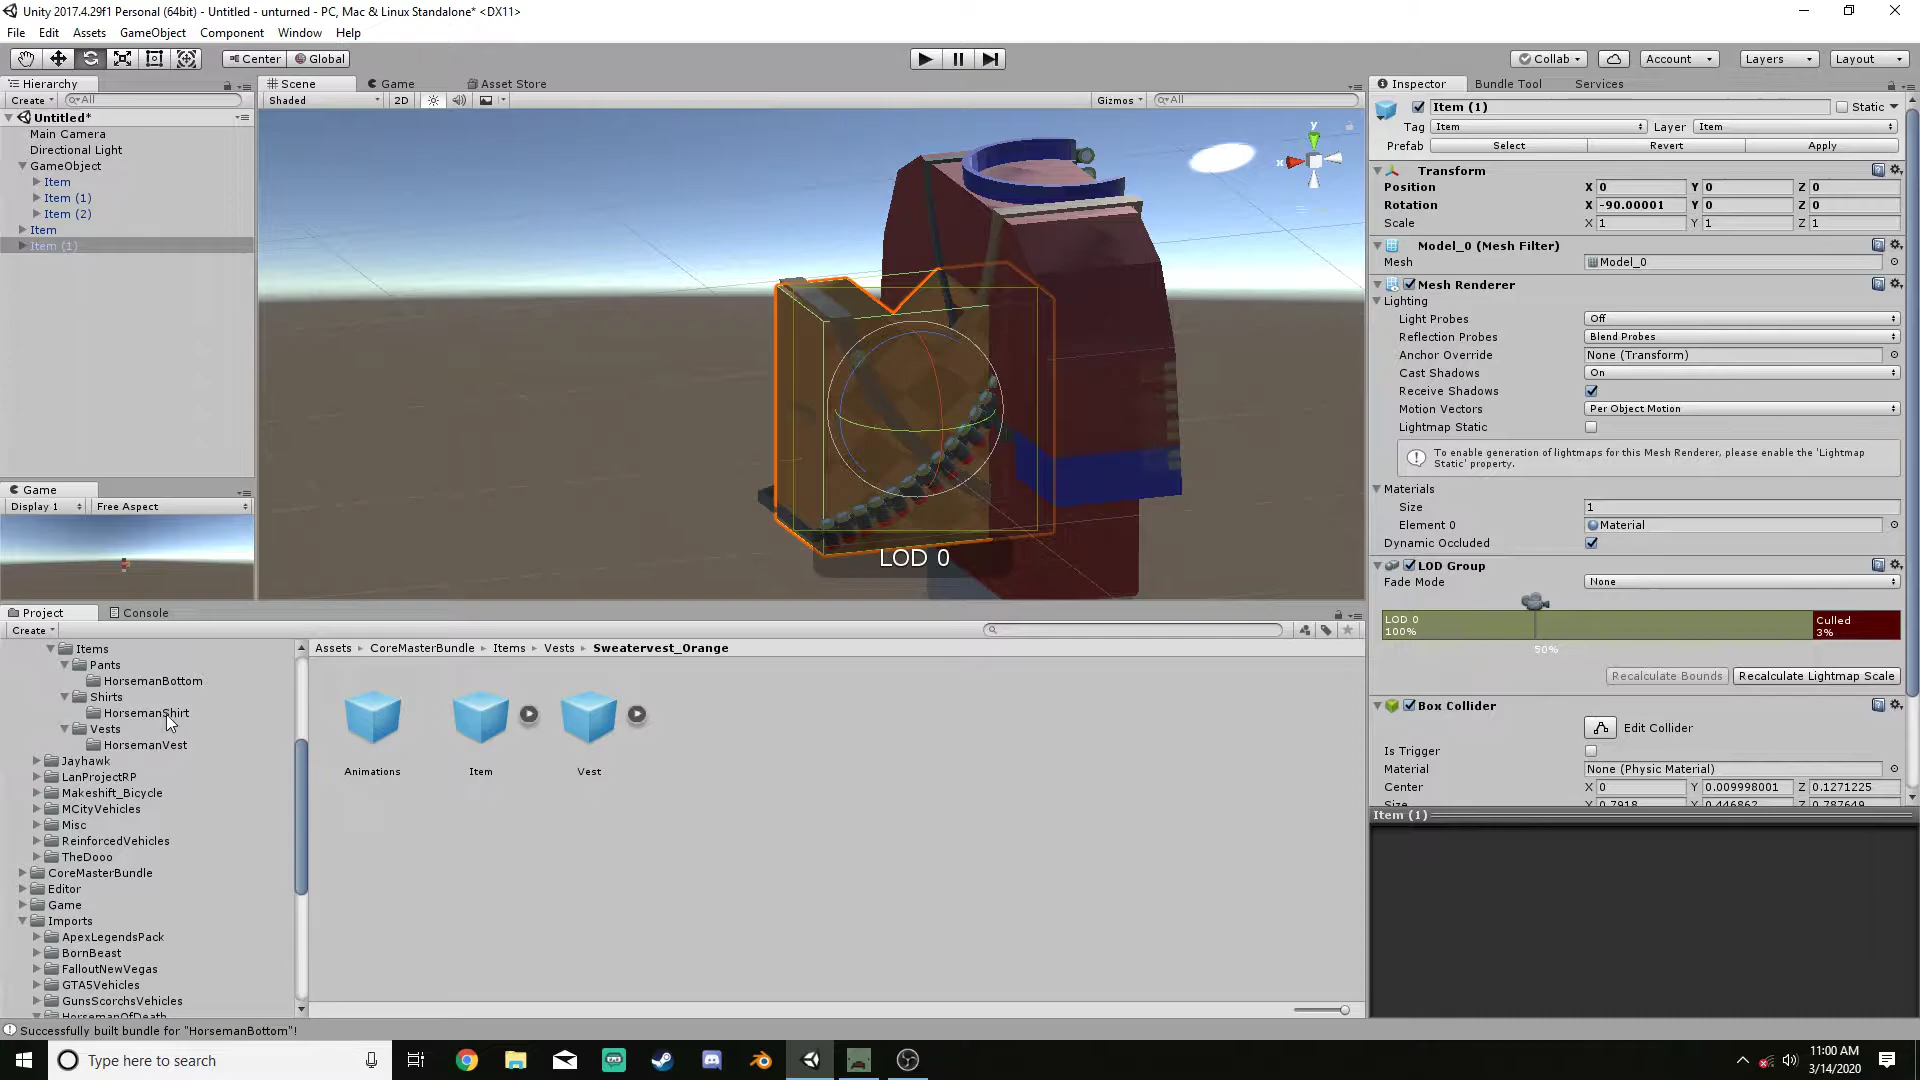 Unity 2017.4.29f1 Personal (64bit) - Untitled - unturned - PC, Mac & Linux Standalone* <DX11>
File Edit Assets GameObject Component Window Help
Center Global Collab Account Layers Layout
Hierarchy
Create All
Untitled*
Main Camera
Directional Light
GameObject
Item
Item (1)
Item (2)
Item
Item (1)
Game
Display 1 Free Aspect
Scene Game Asset Store
Shaded 2D Gizmos All
y
x
LOD 0
Inspector Bundle Tool Services
Item (1) Static
Tag Item Layer Item
Prefab Select Revert Apply
Transform
Position X 0 Y 0 Z 0
Rotation X -90.00001 Y 0 Z 0
Scale X 1 Y 1 Z 1
Model_0 (Mesh Filter)
Mesh Model_0
Mesh Renderer
Lighting
Light Probes Off
Reflection Probes Blend Probes
Anchor Override None (Transform)
Cast Shadows On
Receive Shadows
Motion Vectors Per Object Motion
Lightmap Static
To enable generation of lightmaps for this Mesh Renderer, please enable the 'Lightmap
Static' property.
Materials
Size 1
Element 0 Material
Dynamic Occluded
LOD Group
Fade Mode None
LOD 0
100%
Culled
3%
50%
Recalculate Bounds Recalculate Lightmap Scale
Box Collider
Edit Collider
Is Trigger
Material None (Physic Material)
Center X 0 Y 0.009998001 Z 0.1271225
Size X 0.7918 Y 0.446862 Z 0.787649
Item (1)
Project Console
Create
Items
Pants
HorsemanBottom
Shirts
HorsemanShirt
Vests
HorsemanVest
Jayhawk
LanProjectRP
Makeshift_Bicycle
MCityVehicles
Misc
ReinforcedVehicles
TheDooo
CoreMasterBundle
Editor
Game
Imports
ApexLegendsPack
BornBeast
FalloutNewVegas
GTA5Vehicles
GunsScorchsVehicles
HorsemanOfDeath
Assets CoreMasterBundle Items Vests Sweatervest_Orange
Animations Item Vest
Successfully built bundle for "HorsemanBottom"!
Type here to search
11:00 AM
3/14/2020